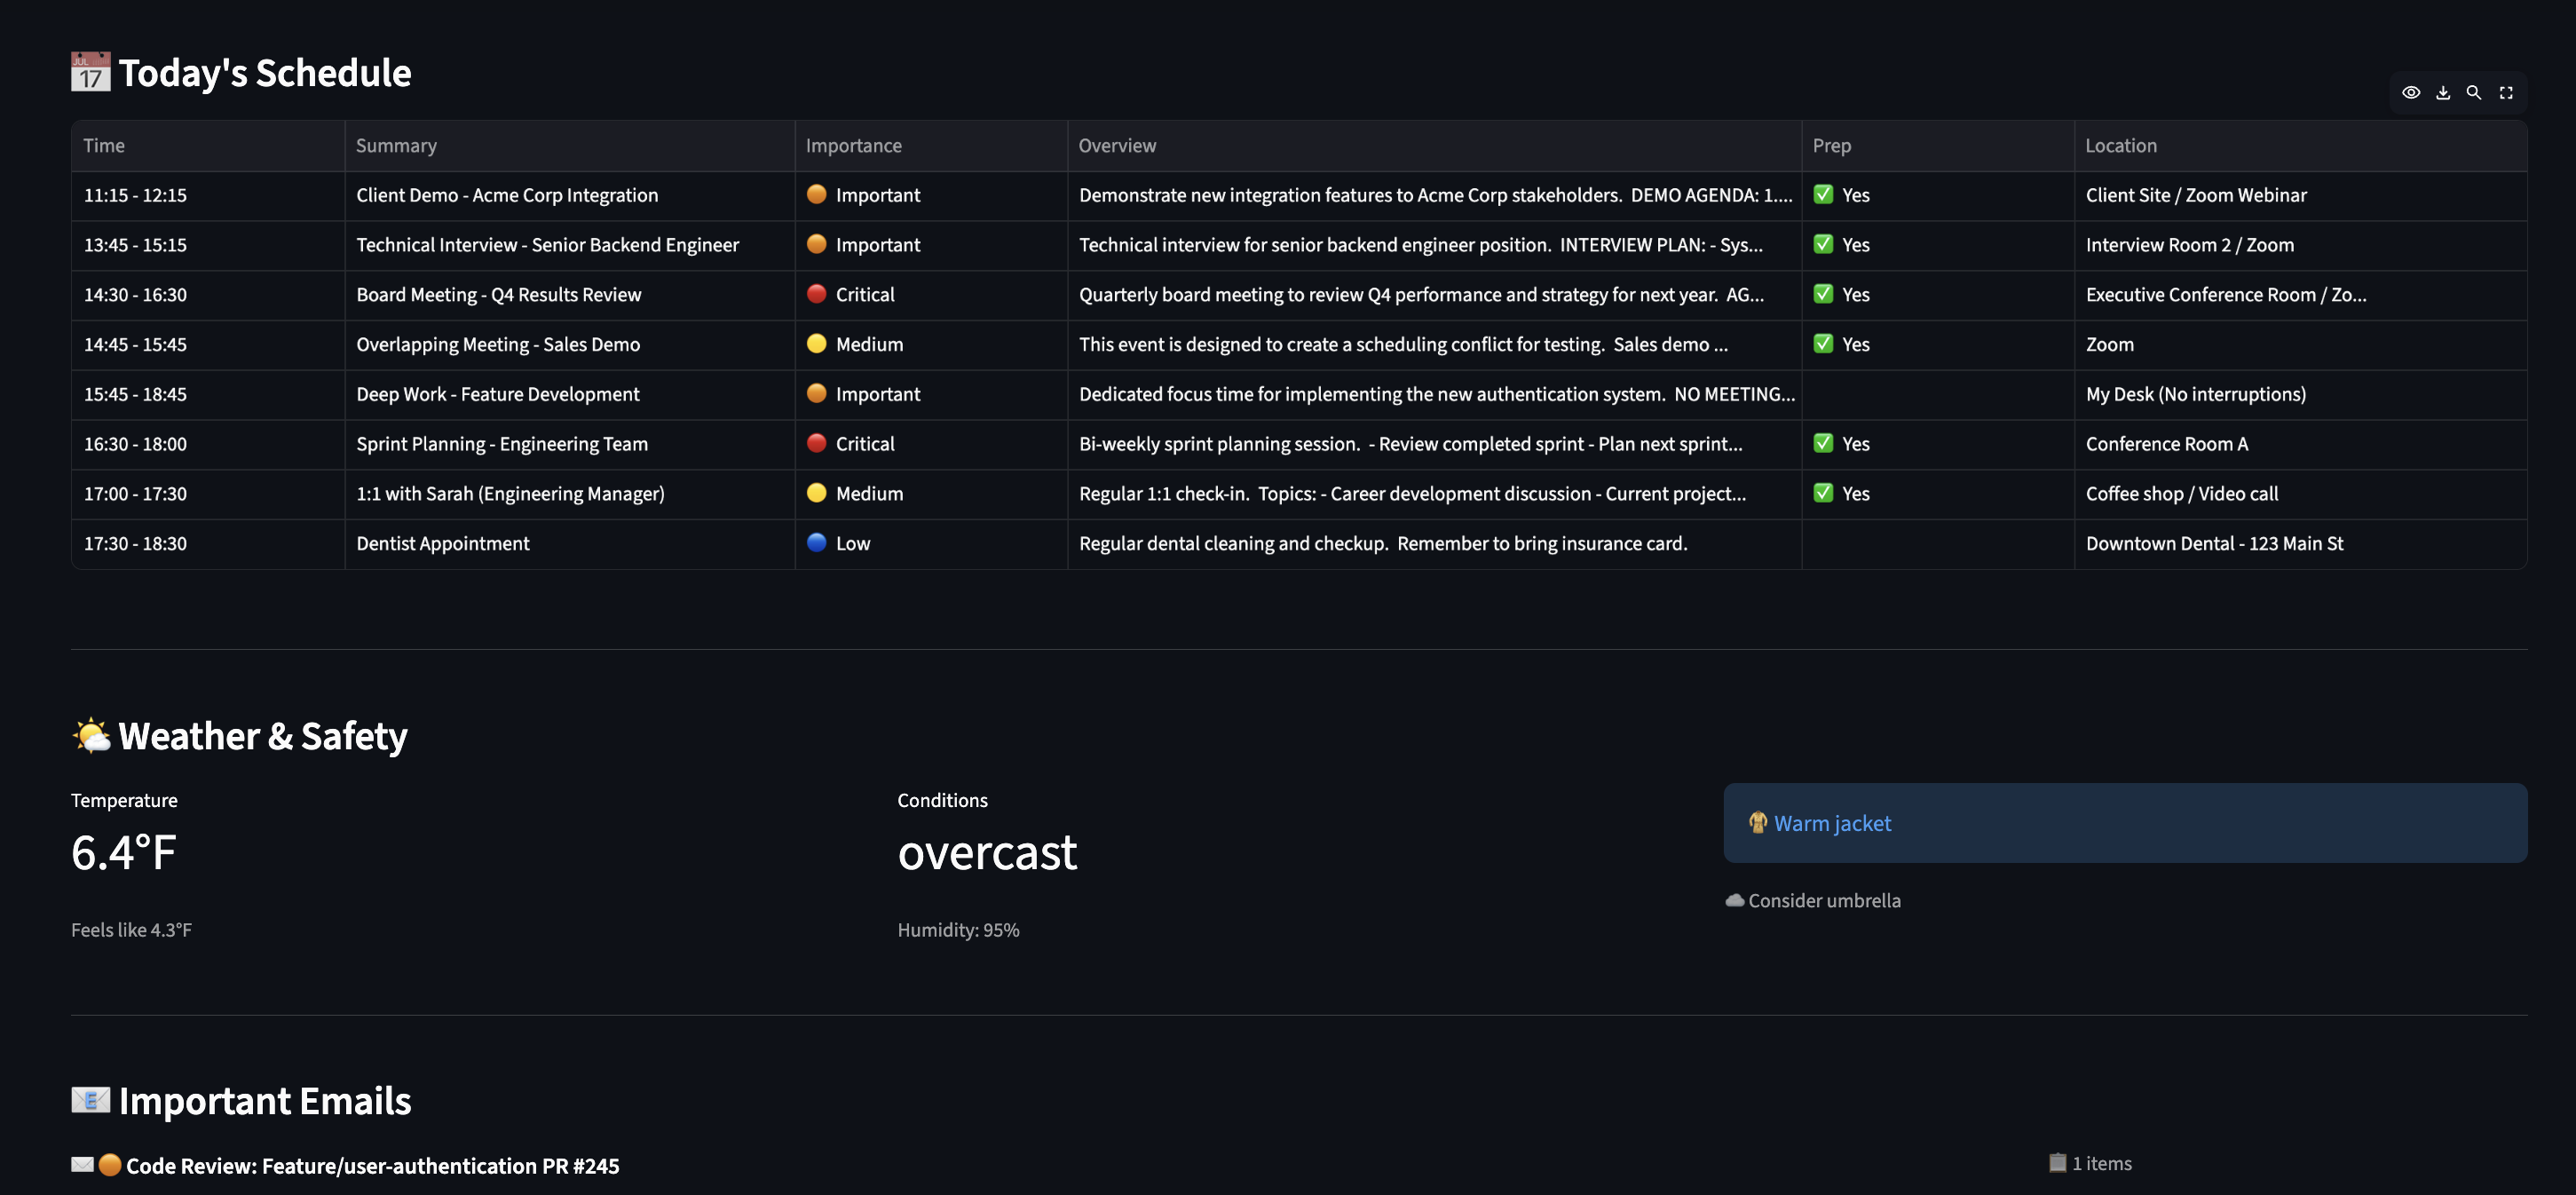 JUL 17 Today's Schedule
Time Summary Importance Overview Prep Location
11:15 - 12:15 Client Demo - Acme Corp Integration Important Demonstrate new integration features to Acme Corp stakeholders. DEMO AGENDA: 1.... Yes Client Site / Zoom Webinar
13:45 - 15:15 Technical Interview - Senior Backend Engineer Important Technical interview for senior backend engineer position. INTERVIEW PLAN: - Sys... Yes Interview Room 2 / Zoom
14:30 - 16:30 Board Meeting - Q4 Results Review Critical Quarterly board meeting to review Q4 performance and strategy for next year. AG... Yes Executive Conference Room / Zo...
14:45 - 15:45 Overlapping Meeting - Sales Demo Medium This event is designed to create a scheduling conflict for testing. Sales demo ... Yes Zoom
15:45 - 18:45 Deep Work - Feature Development Important Dedicated focus time for implementing the new authentication system. NO MEETING... My Desk (No interruptions)
16:30 - 18:00 Sprint Planning - Engineering Team Critical Bi-weekly sprint planning session. - Review completed sprint - Plan next sprint... Yes Conference Room A
17:00 - 17:30 1:1 with Sarah (Engineering Manager) Medium Regular 1:1 check-in. Topics: - Career development discussion - Current project... Yes Coffee shop / Video call
17:30 - 18:30 Dentist Appointment Low Regular dental cleaning and checkup. Remember to bring insurance card. Downtown Dental - 123 Main St
Weather & Safety
Temperature
6.4°F
Feels like 4.3°F
Conditions
overcast
Humidity: 95%
Warm jacket
Consider umbrella
E Important Emails
Code Review: Feature/user-authentication PR #245 1 items